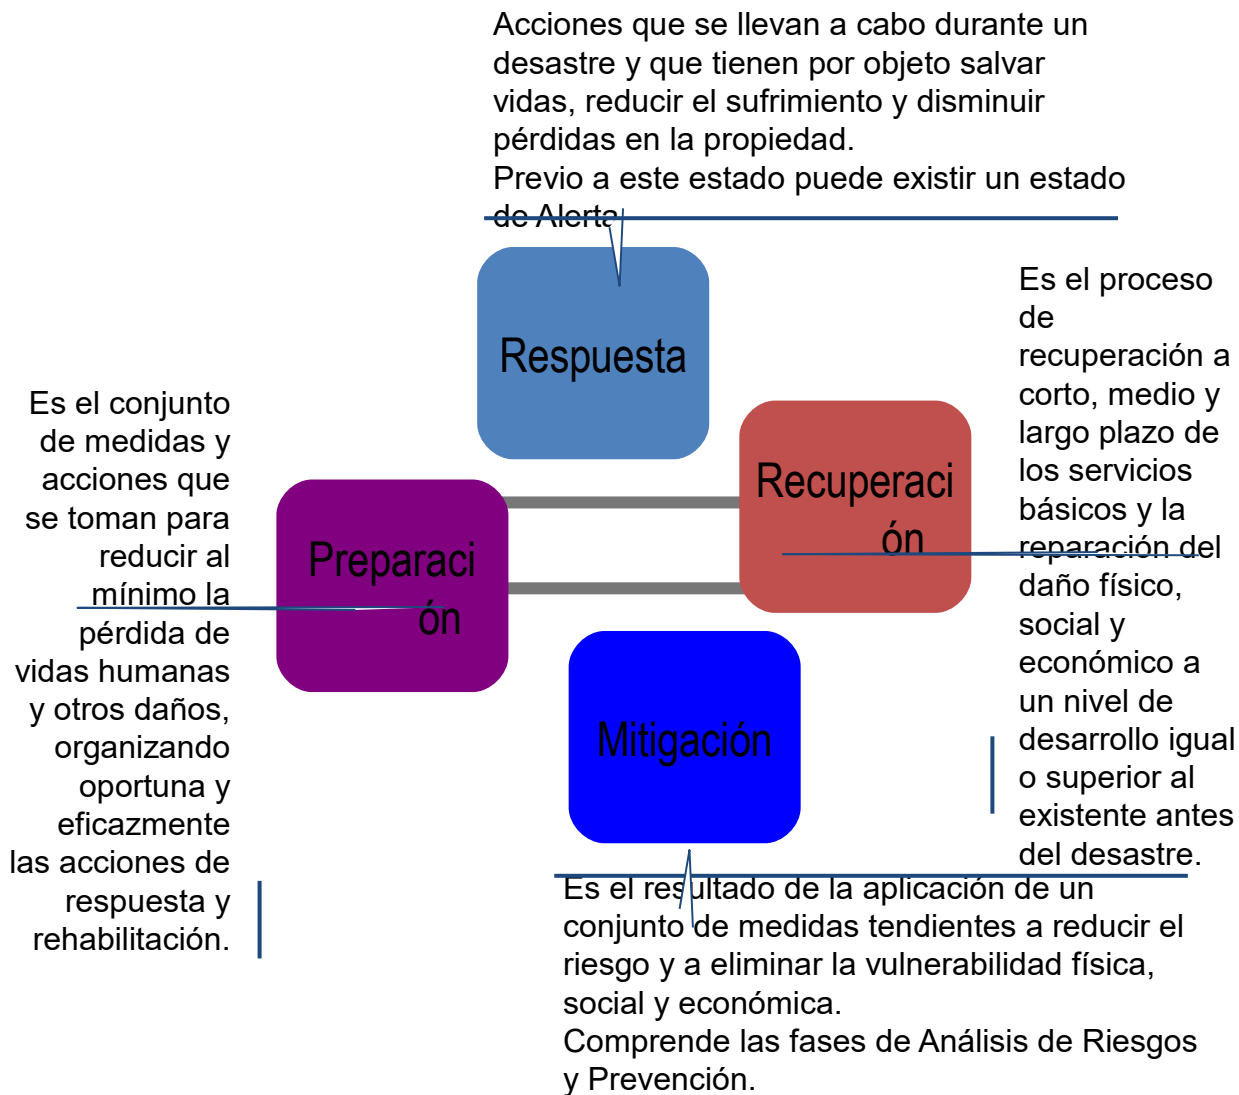 Acciones que se llevan a cabo durante un
desastre y que tienen por objeto salvar
vidas, reducir el sufrimiento y disminuir
pérdidas en la propiedad.
Previo a este estado puede existir un estado
de Alerta
Respuesta
Es el proceso
de
recuperación a
corto, medio y
largo plazo de
los servicios
básicos y la
reparación del
daño físico,
social y
económico a
un nivel de
desarrollo igual
o superior al
existente antes
del desastre.
Recuperaci
ón
Es el conjunto
de medidas y
acciones que
se toman para
reducir al
mínimo la
pérdida de
vidas humanas
y otros daños,
organizando
oportuna y
eficazmente
las acciones de
respuesta y
rehabilitación.
Preparaci
ón
Mitigación
Es el resultado de la aplicación de un
conjunto de medidas tendientes a reducir el
riesgo y a eliminar la vulnerabilidad física,
social y económica.
Comprende las fases de Análisis de Riesgos
y Prevención.